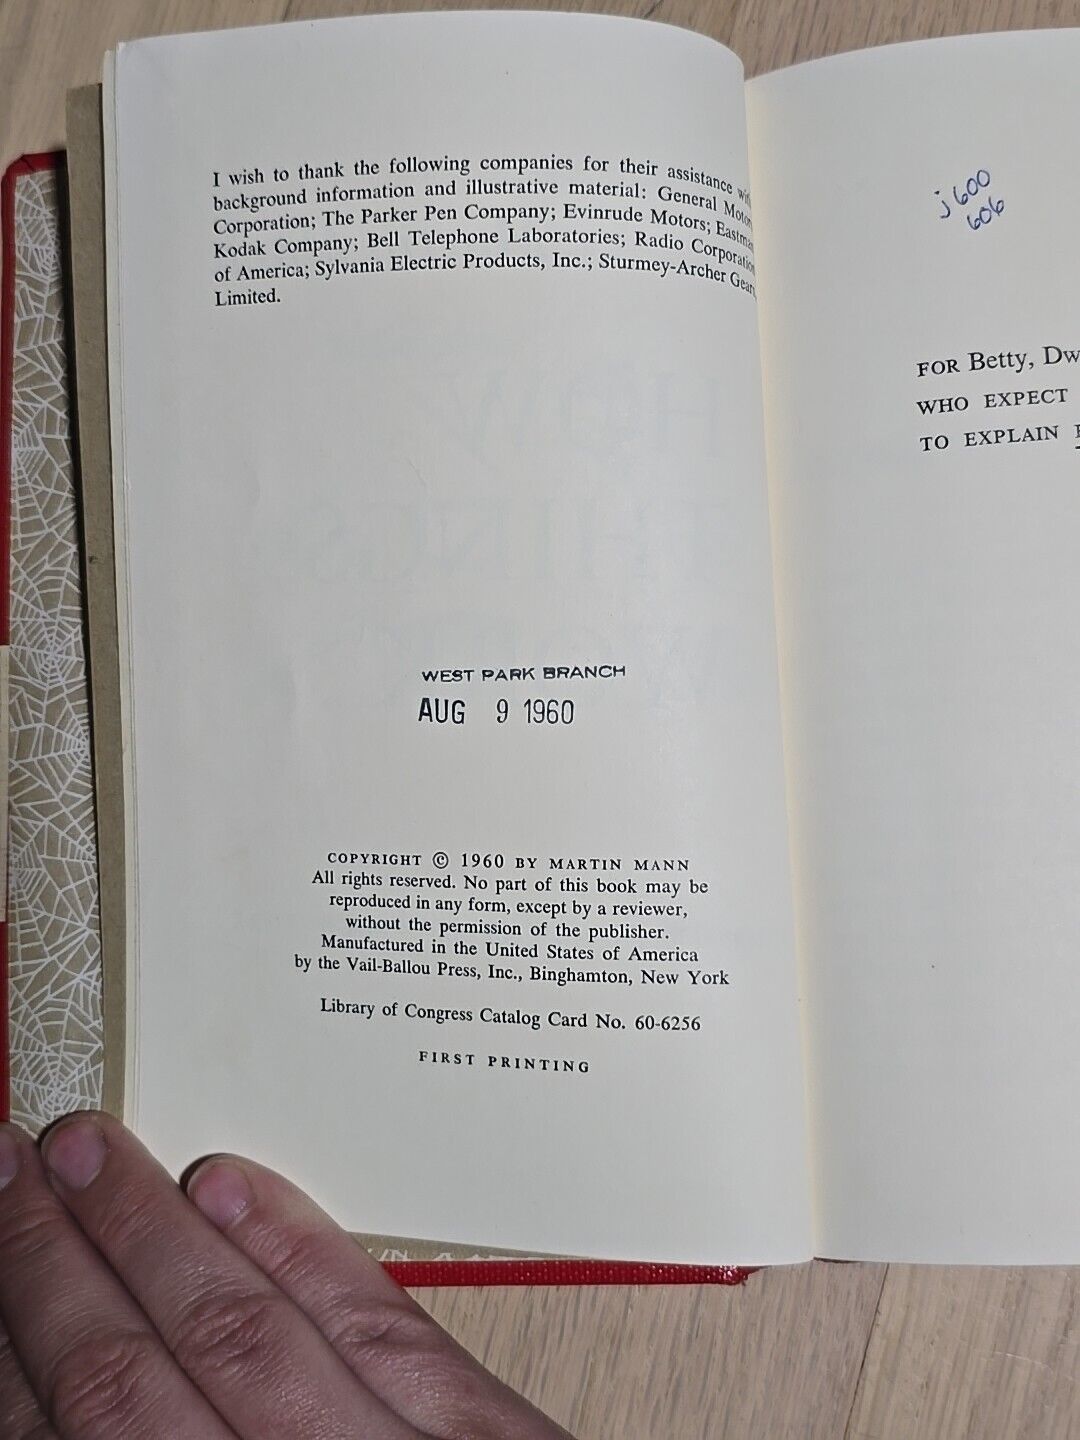 I wish to thank the following companies for their assistance
background information and illustrative material: General Motors
Corporation; The Parker Pen Company; Evinrude Motors;
Kodak Company; Bell Telephone Laboratories; Radio Corporation
of America; Sylvania Electric Products, Inc.; Sturmey-Archer
Limited.
WEST PARK BRANCH
AUG 9 1960
COPYRIGHT © 1960 BY MARTIN MANN
All rights reserved. No part of this book may be
reproduced in any form, except by a reviewer,
without the permission of the publisher.
Manufactured in the United States of America
by the Vail-Ballou Press, Inc., Binghamton, New York
Library of Congress Catalog Card No. 60-6256
FIRST PRINTING
j600
606
FOR Betty, Dw
WHO EXPECT
TO EXPLAIN